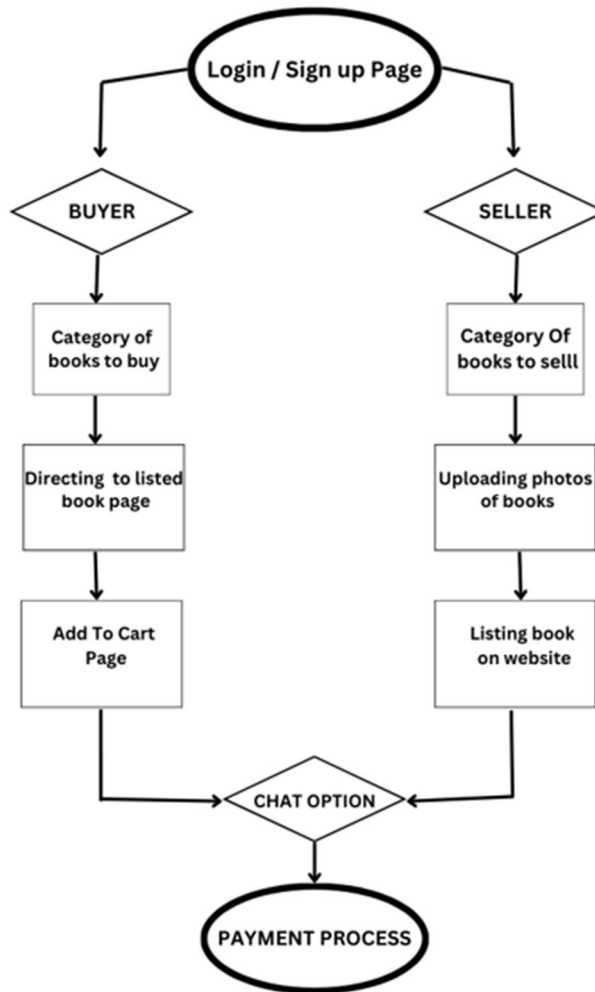 Login / Sign up Page
BUYER
SELLER
Category of
books to buy
Category Of
books to selll
Directing to listed
book page
Uploading photos
of books
Add To Cart
Page
Listing book
on website
CHAT OPTION
PAYMENT PROCESS